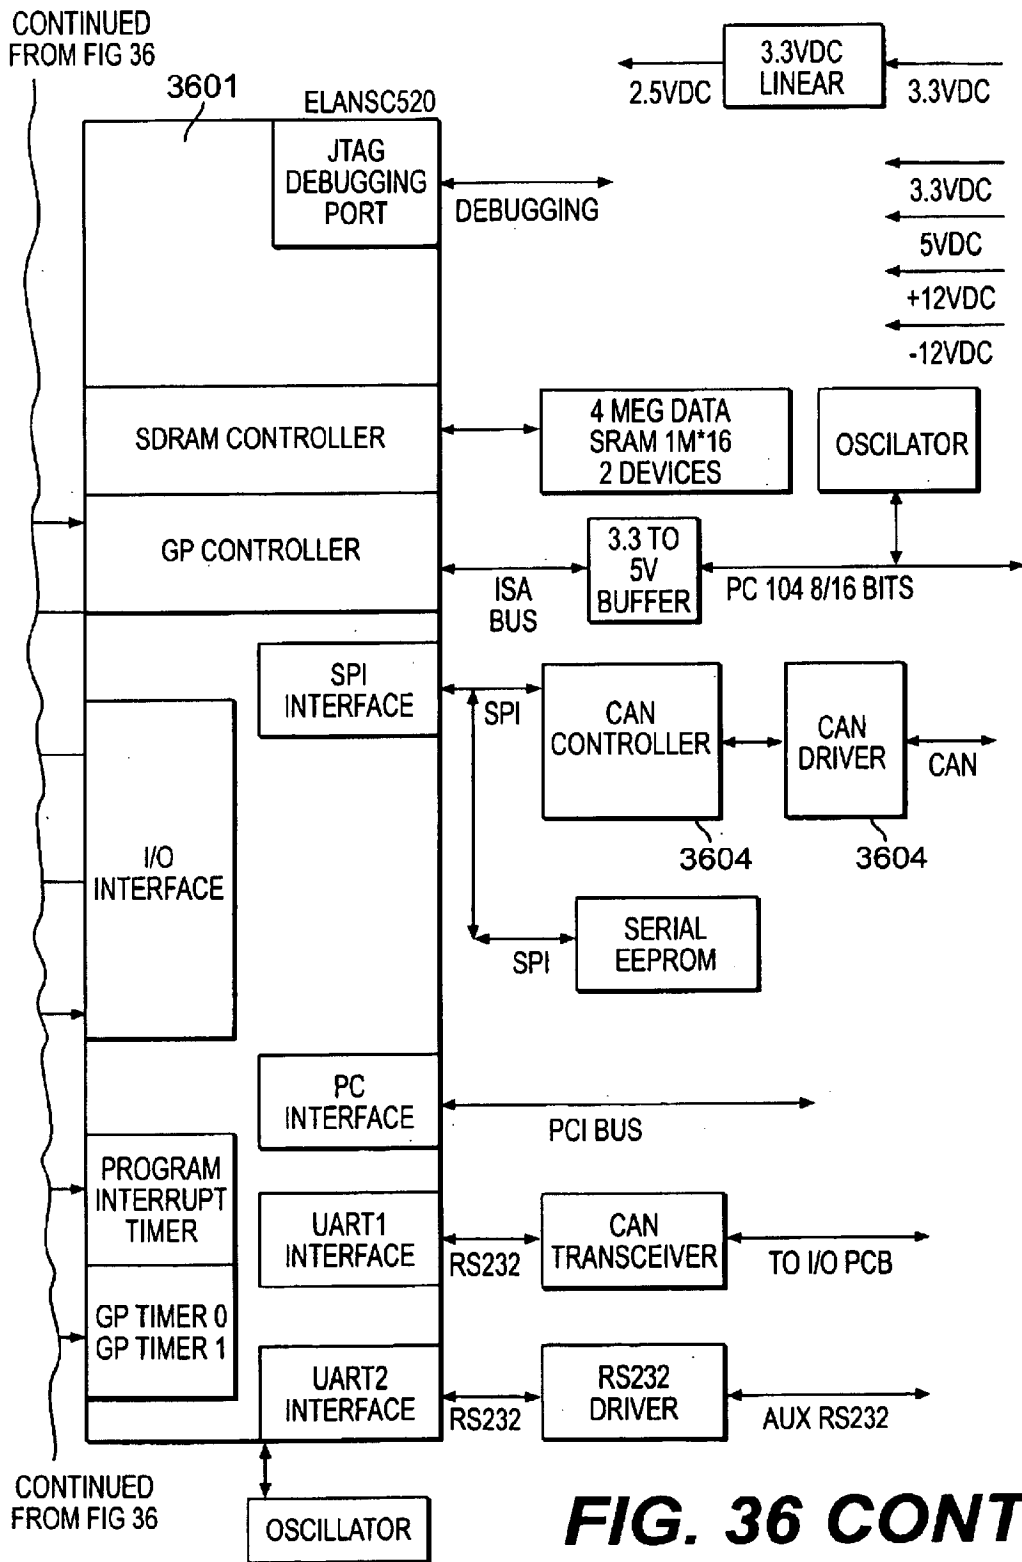 CONTINUED
FROM FIG 36
3601
ELANSC520
3.3VDC
LINEAR
2.5VDC
3.3VDC
JTAG
DEBUGGING
PORT
DEBUGGING
3.3VDC
5VDC
+12VDC
-12VDC
SDRAM CONTROLLER
4 MEG DATA
SRAM 1M*16
2 DEVICES
OSCILATOR
GP CONTROLLER
ISA
BUS
3.3 TO
5V
BUFFER
PC 104 8/16 BITS
SPI
INTERFACE
SPI
CAN
CONTROLLER
CAN
DRIVER
CAN
3604
3604
I/O
INTERFACE
SPI
SERIAL
EEPROM
PC
INTERFACE
PCI BUS
PROGRAM
INTERRUPT
TIMER
UART1
INTERFACE
RS232
CAN
TRANSCEIVER
TO I/O PCB
GP TIMER 0
GP TIMER 1
UART2
INTERFACE
RS232
RS232
DRIVER
AUX RS232
CONTINUED
FROM FIG 36
OSCILLATOR
FIG. 36 CONT